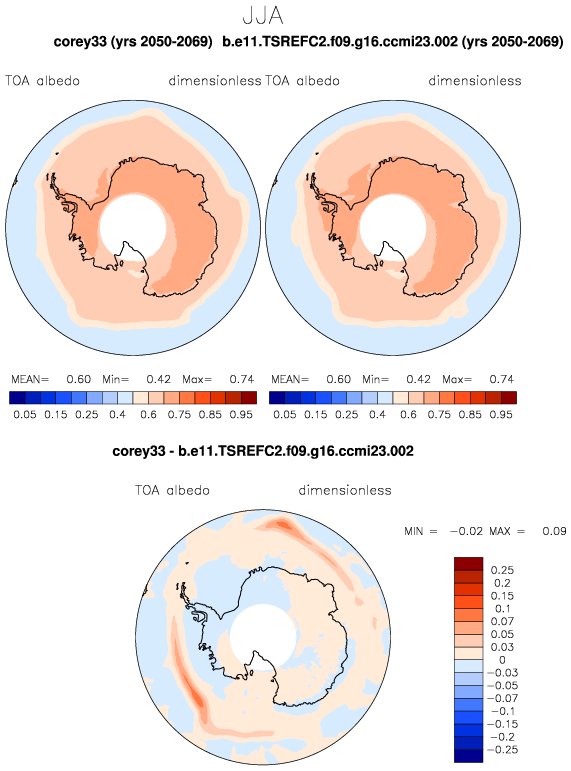 JJA
corey33 (yrs 2050-2069) b.e11.TSREFC2.f09.g16.ccmi23.002 (yrs 2050-2069)
TOA albedo dimensionless TOA albedo dimensionless
MEAN= 0.60 Min= 0.42 Max= 0.74 MEAN= 0.60 Min= 0.42 Max= 0.74
0.05 0.15 0.25 0.4 0.6 0.75 0.85 0.95 0.05 0.15 0.25 0.4 0.6 0.75 0.85 0.95
corey33 - b.e11.TSREFC2.f09.g16.ccmi23.002
TOA albedo dimensionless
MIN = -0.02 MAX = 0.09
0.25
0.2
0.15
0.1
0.07
0.05
0.03
0
-0.03
-0.05
-0.07
-0.1
-0.15
-0.2
-0.25